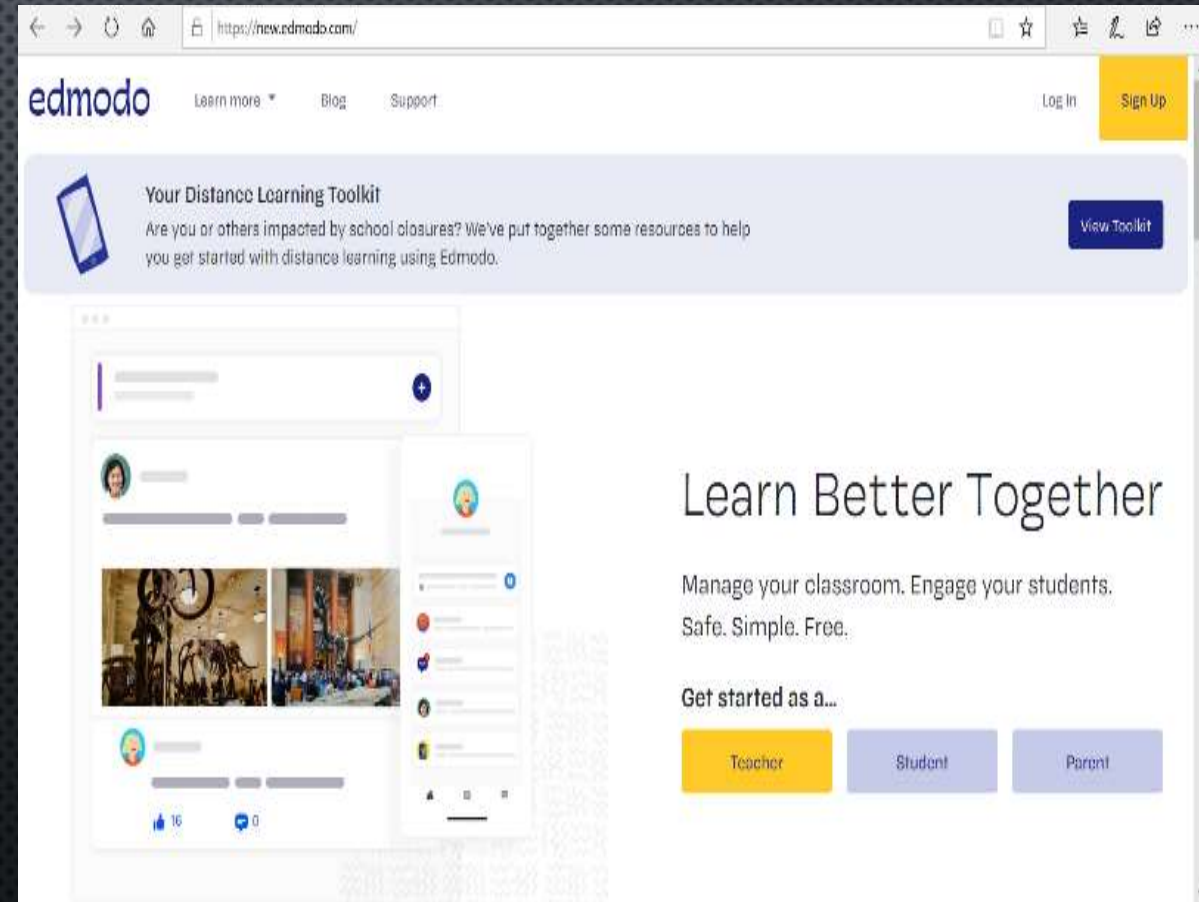 https://new.edmodo.com/
edmodo
Learn more
Blog
Support
Log In
Sign Up
Your Distance Learning Toolkit
Are you or others impacted by school closures? We've put together some resources to help
you get started with distance learning using Edmodo.
View Toolkit
Learn Better Together
Manage your classroom. Engage your students.
Safe. Simple. Free.
Get started as a...
Teacher
Student
Parent
16
0